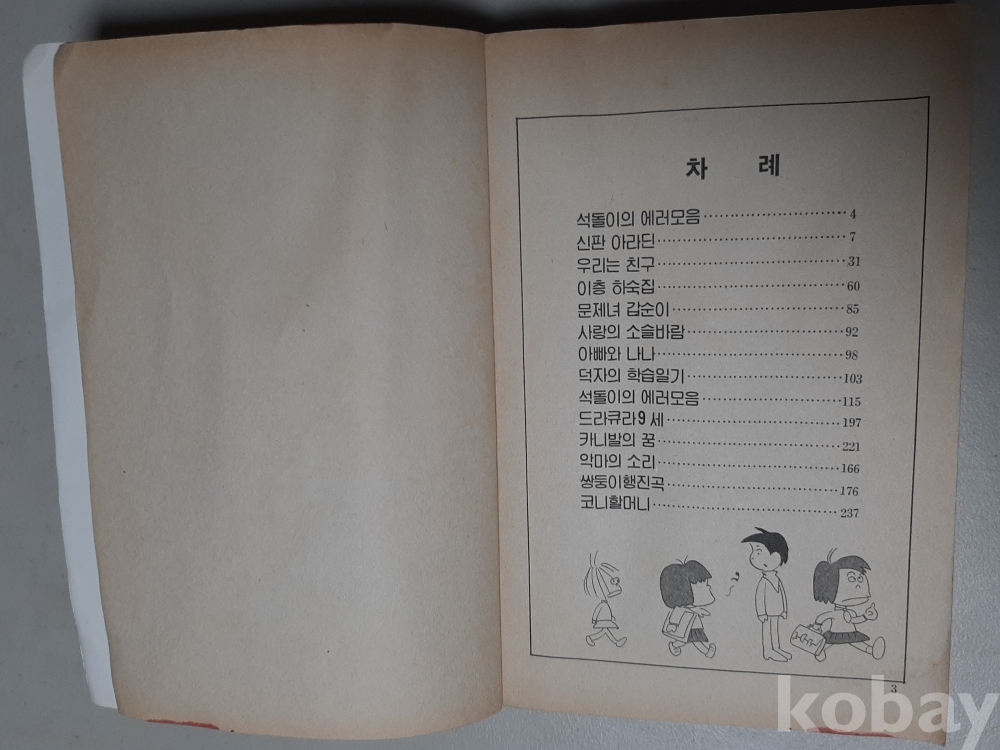 차 례
석돌이의 에러모음 4
신판 아라딘 7
우리는 친구 31
이층 하숙집 60
문제녀 갑순이 85
사랑의 소슬바람 92
아빠와 나나 98
덕자의 학습일기 103
석돌이의 에러모음 115
드라큐라9세 197
카니발의 꿈 221
악마의 소리 166
쌍둥이행진곡 176
코니할머니 237
3
kobay